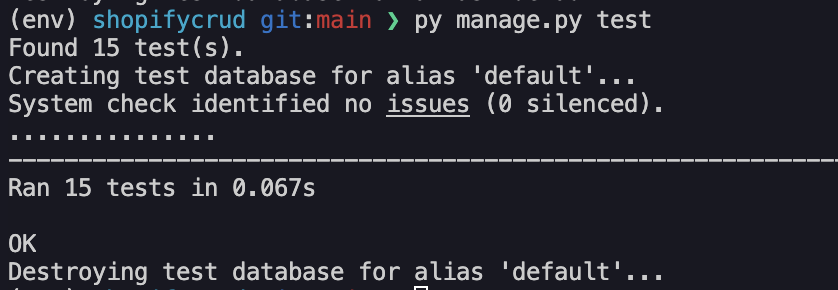 (env) shopifycrud git:main ❯ py manage.py test
Found 15 test(s).
Creating test database for alias 'default'...
System check identified no issues (0 silenced).
...............
----------------------------------------------------------------------
Ran 15 tests in 0.067s
OK
Destroying test database for alias 'default'...